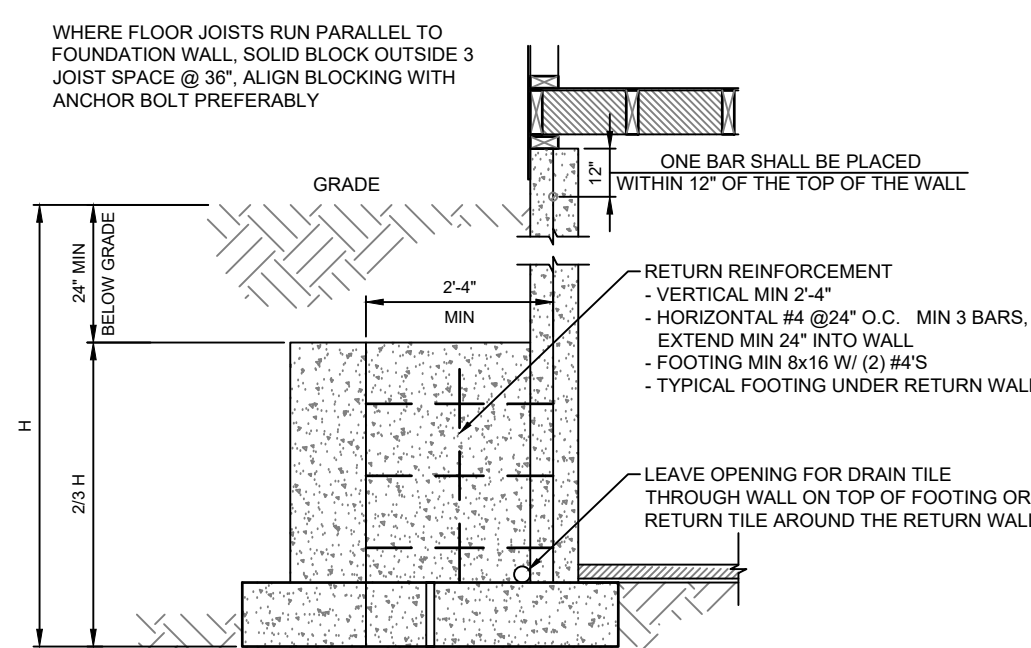 WHERE FLOOR JOISTS RUN PARALLEL TO
FOUNDATION WALL, SOLID BLOCK OUTSIDE 3
JOIST SPACE @ 36", ALIGN BLOCKING WITH
ANCHOR BOLT PREFERABLY
GRADE
12"
ONE BAR SHALL BE PLACED
WITHIN 12" OF THE TOP OF THE WALL
24" MIN
BELOW GRADE
2'-4"
MIN
RETURN REINFORCEMENT
- VERTICAL MIN 2'-4"
- HORIZONTAL #4 @24" O.C. MIN 3 BARS,
EXTEND MIN 24" INTO WALL
- FOOTING MIN 8x16 W/ (2) #4'S
- TYPICAL FOOTING UNDER RETURN WALL
H
2/3 H
LEAVE OPENING FOR DRAIN TILE
THROUGH WALL ON TOP OF FOOTING OR
RETURN TILE AROUND THE RETURN WALL